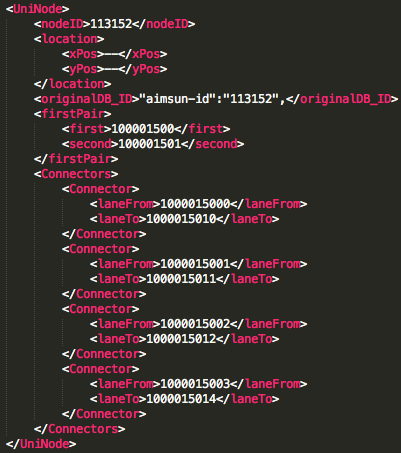 <UniNode>
<nodeID>113152</nodeID>
<location>
<xPos>--</xPos>
<yPos>--</yPos>
</location>
<originalDB_ID>"aimsun-id":"113152",</originalDB_ID>
<firstPair>
<first>100001500</first>
<second>100001501</second>
</firstPair>
<Connectors>
<Connector>
<laneFrom>1000015000</laneFrom>
<laneTo>1000015010</laneTo>
</Connector>
<Connector>
<laneFrom>1000015001</laneFrom>
<laneTo>1000015011</laneTo>
</Connector>
<Connector>
<laneFrom>1000015002</laneFrom>
<laneTo>1000015012</laneTo>
</Connector>
<Connector>
<laneFrom>1000015003</laneFrom>
<laneTo>1000015014</laneTo>
</Connector>
</Connectors>
</UniNode>